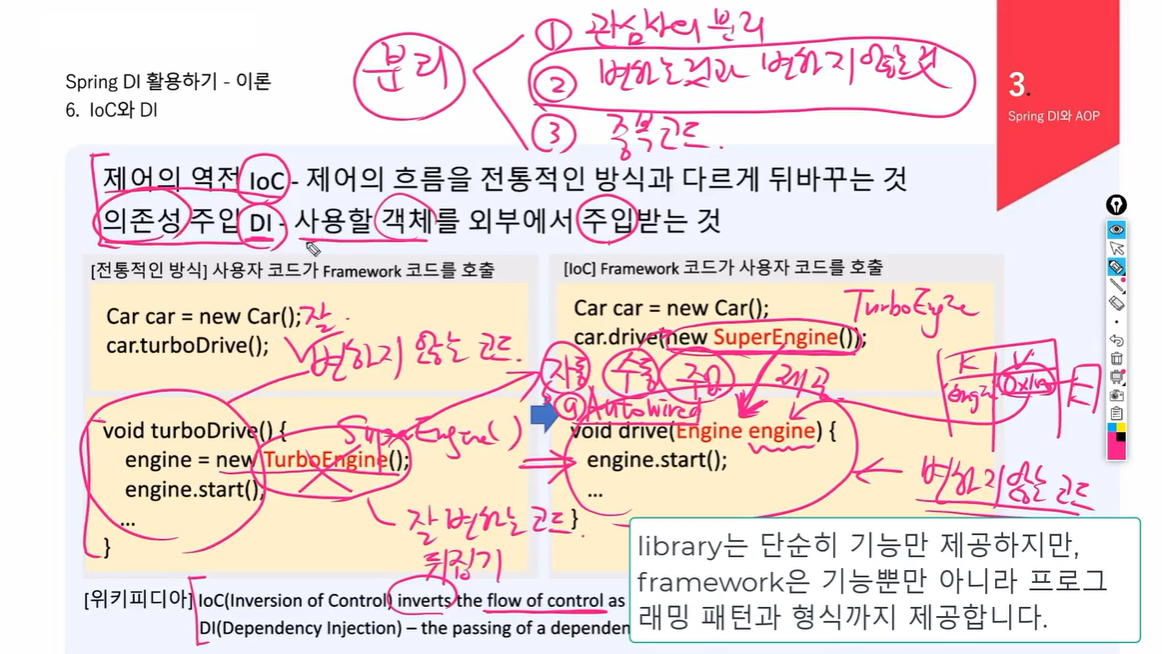 분리
① 관심사의 분리
② 변하는것과 변하지 않는것
③ 중복코드.
Spring DI 활용하기 - 이론
6. IoC와 DI
3.
Spring DI와 AOP
제어의 역전 IoC - 제어의 흐름을 전통적인 방식과 다르게 뒤바꾸는 것
의존성 주입 DI - 사용할 객체를 외부에서 주입받는 것
[전통적인 방식] 사용자 코드가 Framework 코드를 호출
Car car = new Car();
car.turboDrive();
잘
변하지 않는 코드.
void turboDrive() {
SuperEngine()
engine = new TurboEngine();
engine.start();
...
}
잘 변하는 코드.
뒤집기
[IoC] Framework 코드가 사용자 코드를 호출
Car car = new Car();
TurboEngine
car.drive(new SuperEngine());
자동 수동 주입 제공
@AutoWired
K V
void drive(Engine engine) {
engine.start();
...
}
변하지 않는 코드
[위키피디아] IoC(Inversion of Control) inverts the flow of control as
DI(Dependency Injection) – the passing of a dependen
library는 단순히 기능만 제공하지만,
framework은 기능뿐만 아니라 프로그
래밍 패턴과 형식까지 제공합니다.